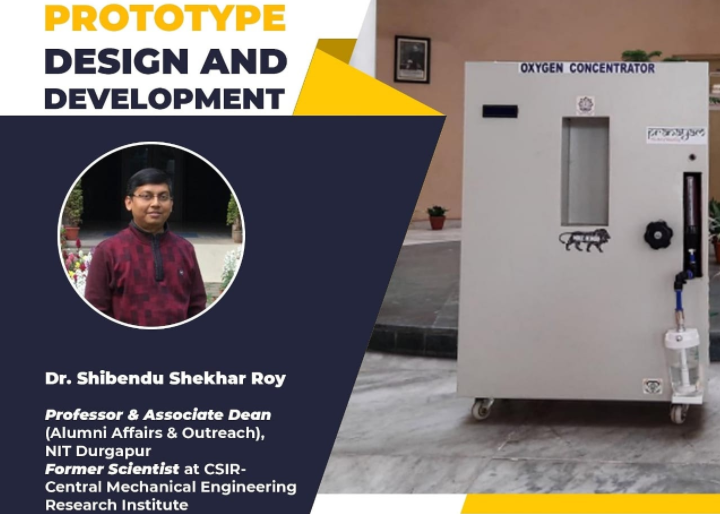 PROTOTYPE
DESIGN AND
DEVELOPMENT
Dr. Shibendu Shekhar Roy
Professor & Associate Dean
(Alumni Affairs & Outreach),
NIT Durgapur
Former Scientist at CSIR-
Central Mechanical Engineering
Research Institute
OXYGEN CONCENTRATOR
pranayam